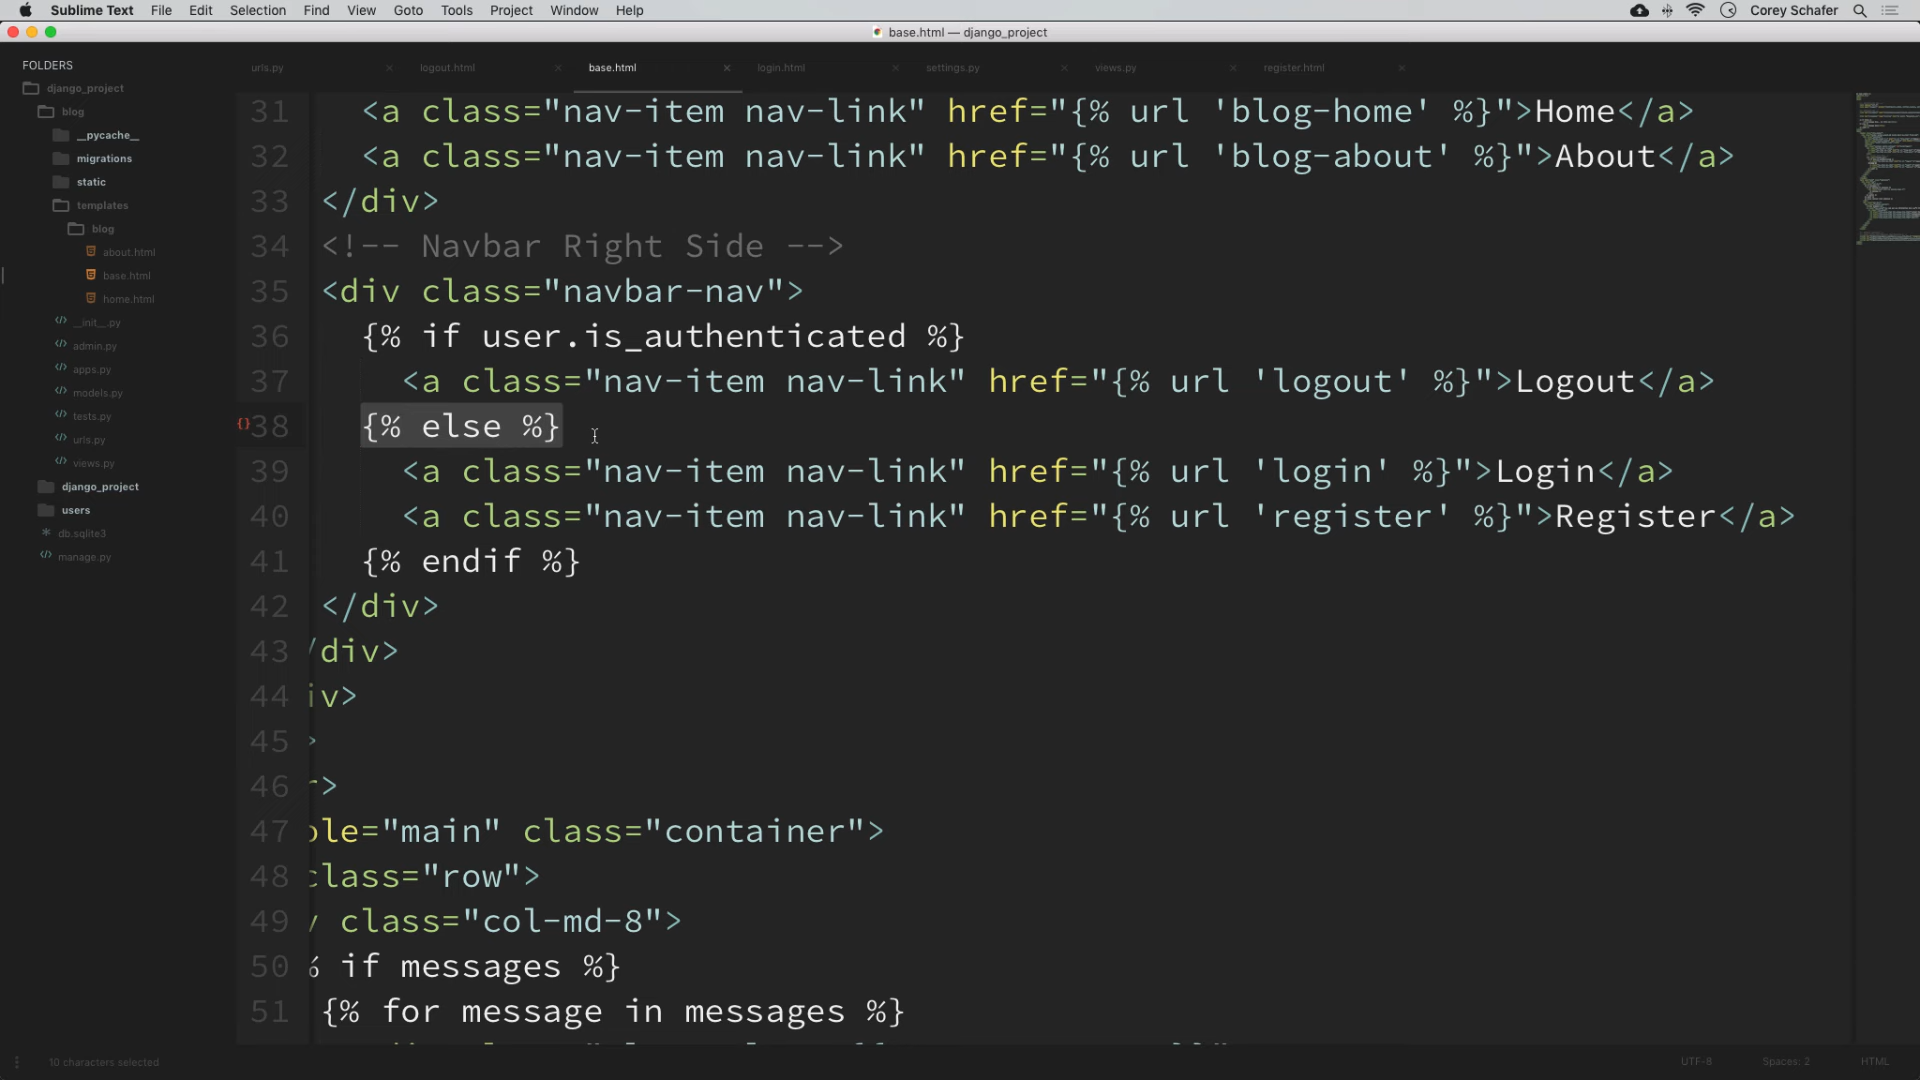 Sublime Text File Edit Selection Find View Goto Tools Project Window Help Corey Schafer
base.html — django_project
FOLDERS
django_project
blog
__pycache__
migrations
static
templates
blog
about.html
base.html
home.html
__init__.py
admin.py
apps.py
models.py
tests.py
urls.py
views.py
django_project
users
db.sqlite3
manage.py
urls.py logout.html base.html login.html settings.py views.py register.html
31 <a class="nav-item nav-link" href="{% url 'blog-home' %}">Home</a>
32 <a class="nav-item nav-link" href="{% url 'blog-about' %}">About</a>
33 </div>
34 <!-- Navbar Right Side -->
35 <div class="navbar-nav">
36 {% if user.is_authenticated %}
37 <a class="nav-item nav-link" href="{% url 'logout' %}">Logout</a>
{} 38 {% else %}
39 <a class="nav-item nav-link" href="{% url 'login' %}">Login</a>
40 <a class="nav-item nav-link" href="{% url 'register' %}">Register</a>
41 {% endif %}
42 </div>
43 /div>
44 iv>
45 >
46 r>
47 ole="main" class="container">
48 class="row">
49 v class="col-md-8">
50 % if messages %}
51 {% for message in messages %}
10 characters selected UTF-8 Spaces: 2 HTML